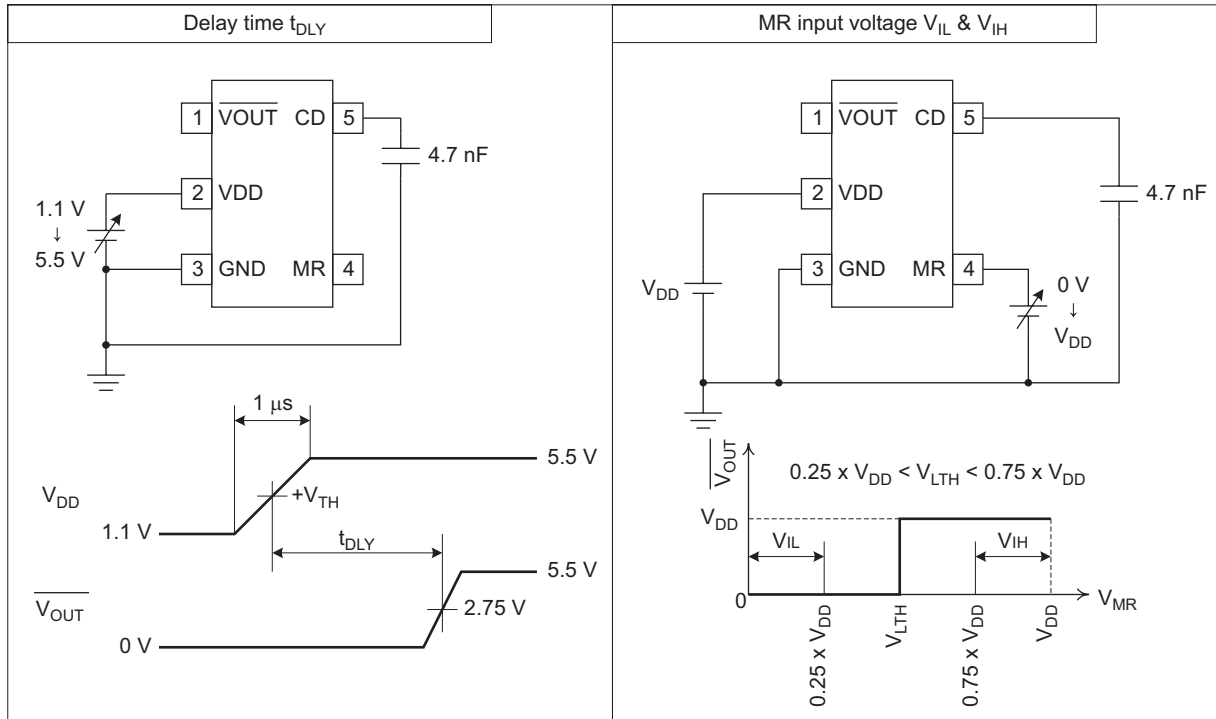 Delay time tDLY
1 VOUT CD 5
4.7 nF
2 VDD
1.1 V
↓
5.5 V
3 GND MR 4
1 μs
5.5 V
VDD
+VTH
1.1 V
tDLY
5.5 V
VOUT
2.75 V
0 V
MR input voltage VIL & VIH
1 VOUT CD 5
2 VDD
4.7 nF
3 GND MR 4
VDD
0 V
↓
VDD
VOUT
0.25 x VDD < VLTH < 0.75 x VDD
VDD
VIL
VIH
0
VMR
0.25 x VDD
VLTH
0.75 x VDD
VDD